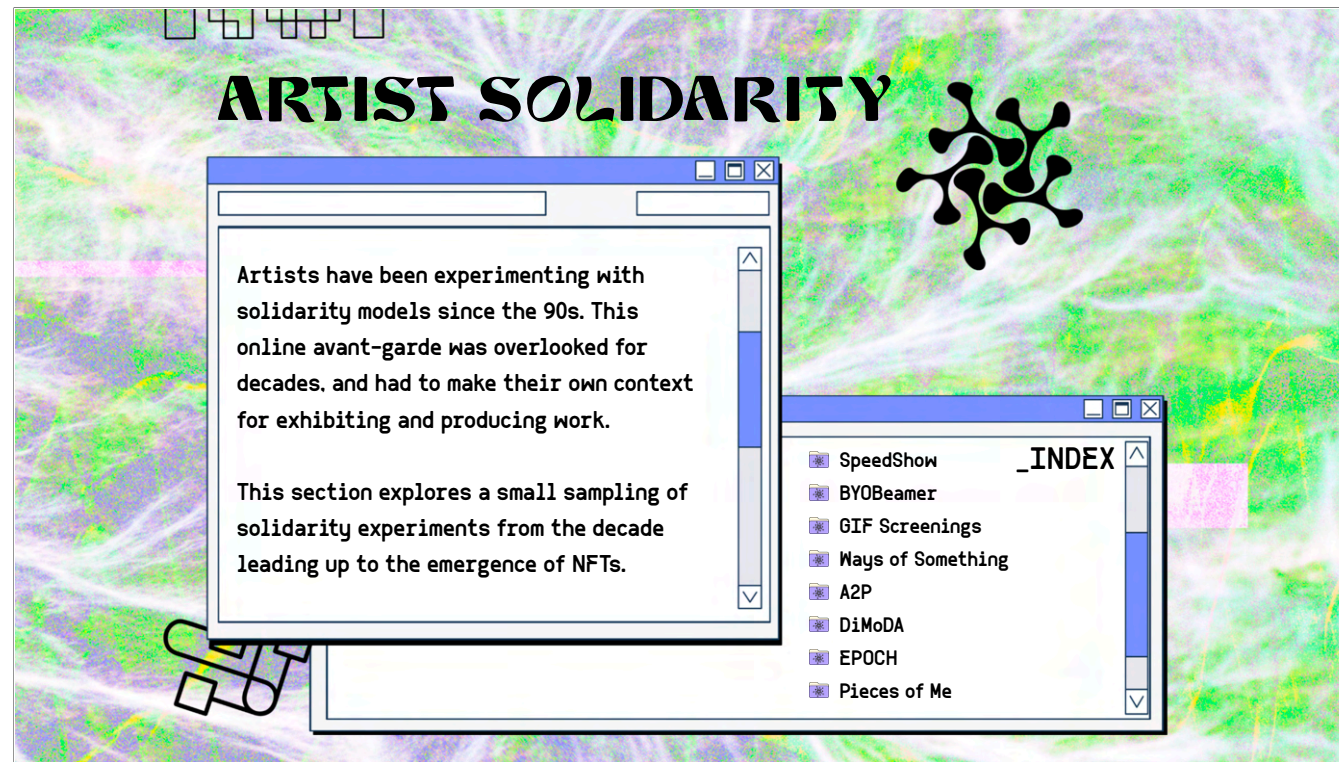 ARTIST SOLIDARITY
Artists have been experimenting with
solidarity models since the 90s. This
online avant-garde was overlooked for
decades, and had to make their own context
for exhibiting and producing work.
This section explores a small sampling of
solidarity experiments from the decade
leading up to the emergence of NFTs.
_INDEX
SpeedShow
BYOBeamer
GIF Screenings
Ways of Something
A2P
DiMoDA
EPOCH
Pieces of Me